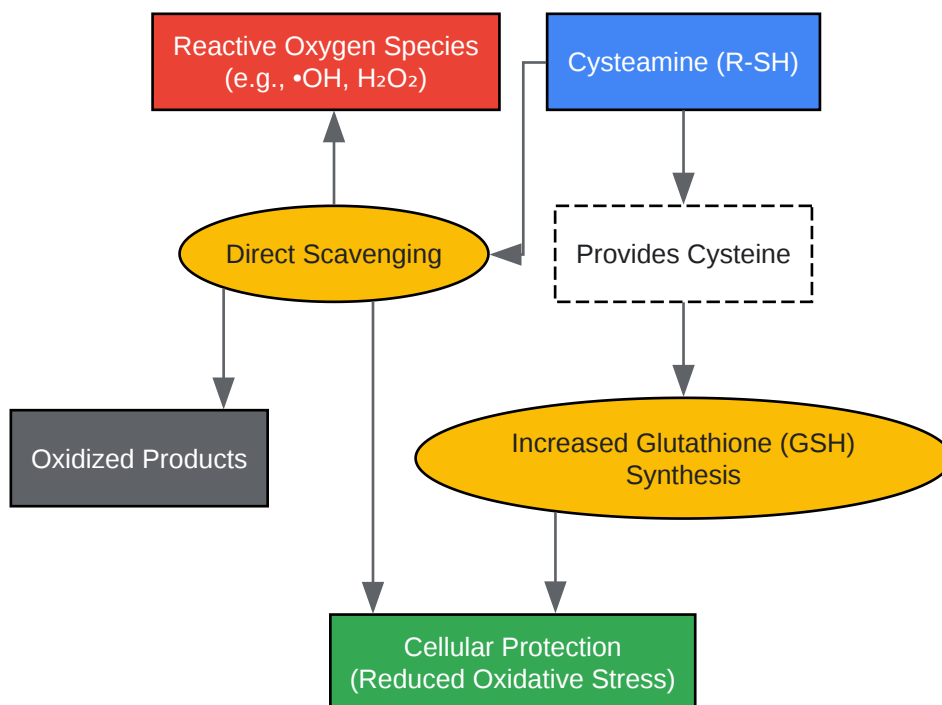 Reactive Oxygen Species
(e.g., •OH, H₂O₂)
Cysteamine (R-SH)
Direct Scavenging
Provides Cysteine
Oxidized Products
Increased Glutathione (GSH)
Synthesis
Cellular Protection
(Reduced Oxidative Stress)